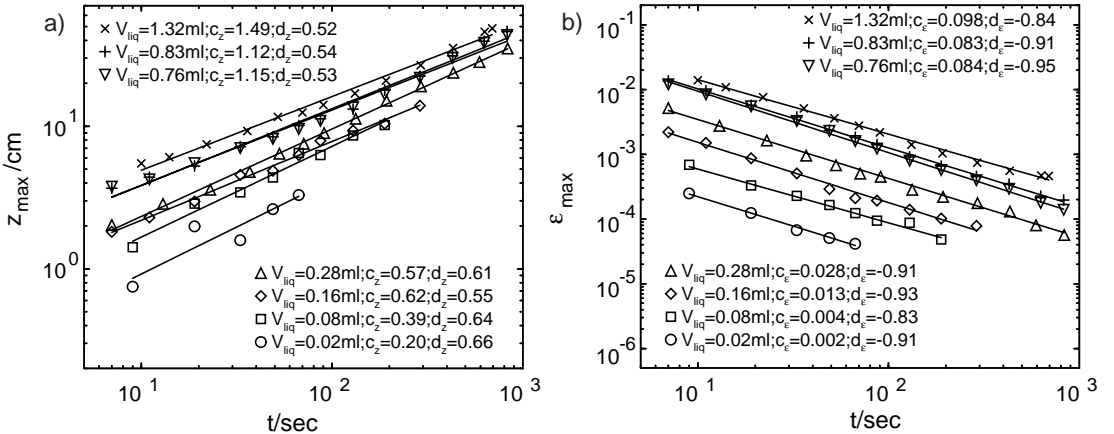 a)
× V_liq=1.32ml;c_z=1.49;d_z=0.52
+ V_liq=0.83ml;c_z=1.12;d_z=0.54
▽ V_liq=0.76ml;c_z=1.15;d_z=0.53
△ V_liq=0.28ml;c_z=0.57;d_z=0.61
◇ V_liq=0.16ml;c_z=0.62;d_z=0.55
□ V_liq=0.08ml;c_z=0.39;d_z=0.64
○ V_liq=0.02ml;c_z=0.20;d_z=0.66
10^1
10^0
z_max/cm
10^1 10^2 10^3
t/sec
b)
× V_liq=1.32ml;c_ε=0.098;d_ε=-0.84
+ V_liq=0.83ml;c_ε=0.083;d_ε=-0.91
▽ V_liq=0.76ml;c_ε=0.084;d_ε=-0.95
△ V_liq=0.28ml;c_ε=0.028;d_ε=-0.91
◇ V_liq=0.16ml;c_ε=0.013;d_ε=-0.93
□ V_liq=0.08ml;c_ε=0.004;d_ε=-0.83
○ V_liq=0.02ml;c_ε=0.002;d_ε=-0.91
10^-1
10^-2
10^-3
10^-4
10^-5
10^-6
ε_max
10^1 10^2 10^3
t/sec